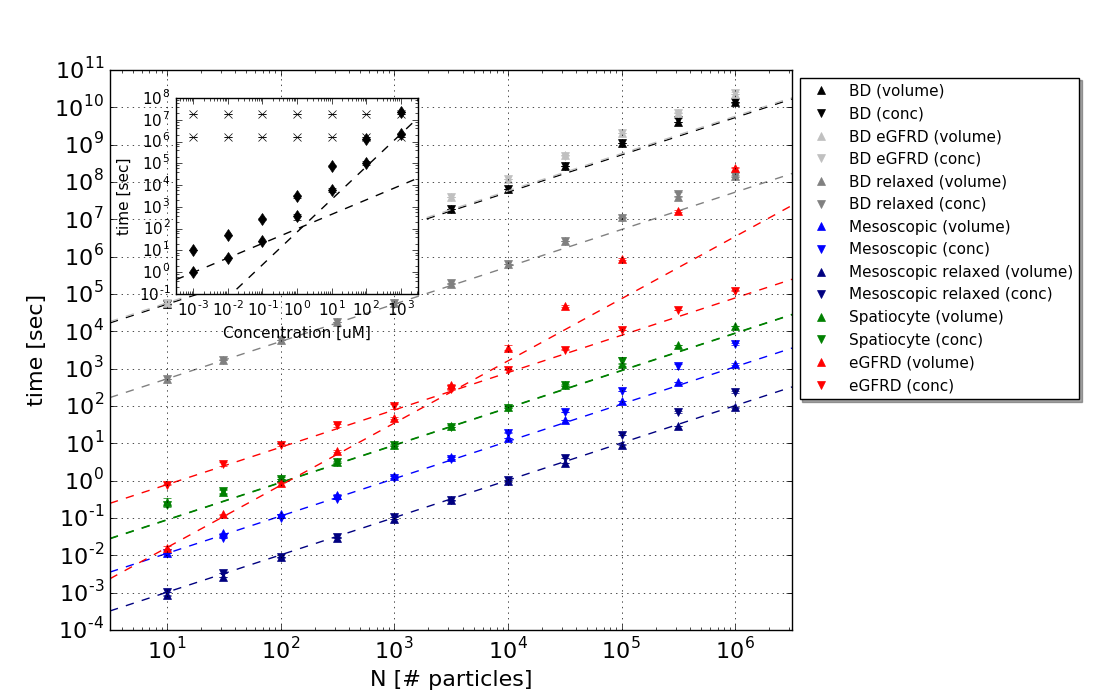 10^11
10^10
10^9
10^8
10^7
10^6
10^5
10^4
10^3
10^2
10^1
10^0
10^-1
10^-2
10^-3
10^-4
time [sec]
10^1
10^2
10^3
10^4
10^5
10^6
N [# particles]
10^8
10^7
10^6
10^5
10^4
10^3
10^2
10^1
10^0
10^-1
time [sec]
10^-3
10^-2
10^-1
10^0
10^1
10^2
10^3
Concentration [uM]
BD (volume)
BD (conc)
BD eGFRD (volume)
BD eGFRD (conc)
BD relaxed (volume)
BD relaxed (conc)
Mesoscopic (volume)
Mesoscopic (conc)
Mesoscopic relaxed (volume)
Mesoscopic relaxed (conc)
Spatiocyte (volume)
Spatiocyte (conc)
eGFRD (volume)
eGFRD (conc)